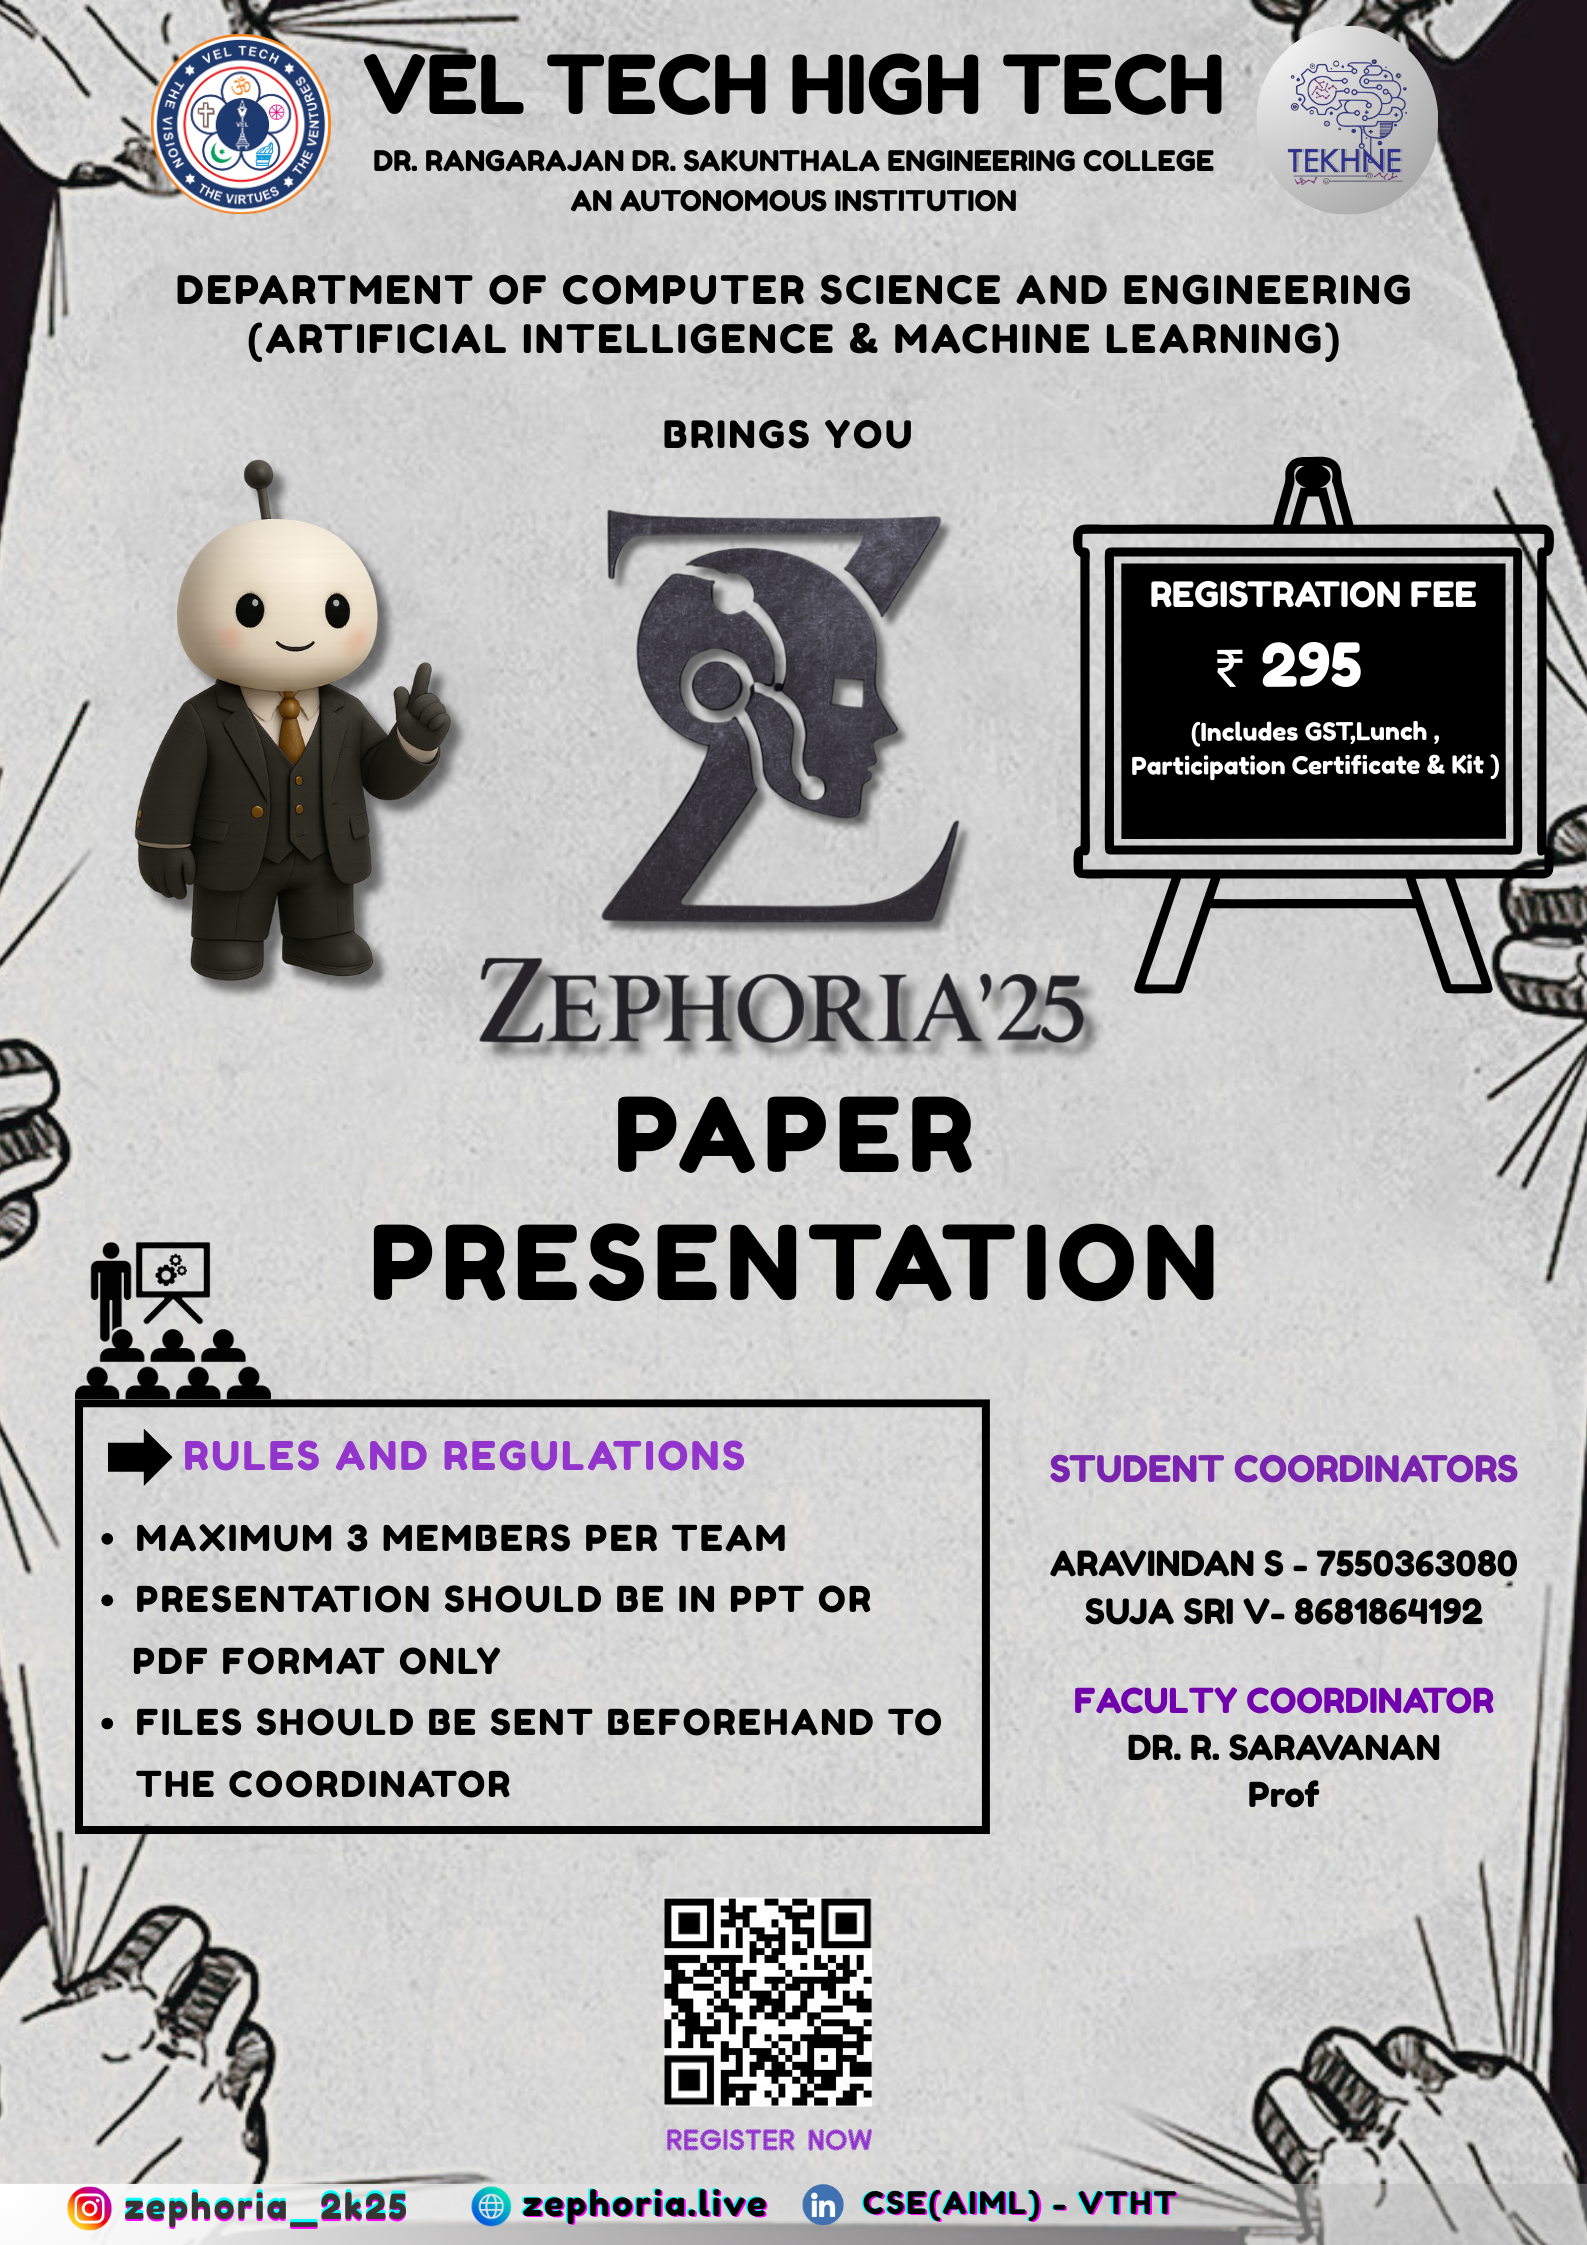 VEL TECH
THE VISION
THE VENTURES
THE VIRTUES
VEL TECH HIGH TECH
DR. RANGARAJAN DR. SAKUNTHALA ENGINEERING COLLEGE
AN AUTONOMOUS INSTITUTION
TEKHNE
DEPARTMENT OF COMPUTER SCIENCE AND ENGINEERING
(ARTIFICIAL INTELLIGENCE & MACHINE LEARNING)
BRINGS YOU
REGISTRATION FEE
₹ 295
(Includes GST,Lunch ,
Participation Certificate & Kit )
ZEPHORIA'25
PAPER
PRESENTATION
RULES AND REGULATIONS
• MAXIMUM 3 MEMBERS PER TEAM
• PRESENTATION SHOULD BE IN PPT OR
PDF FORMAT ONLY
• FILES SHOULD BE SENT BEFOREHAND TO
THE COORDINATOR
STUDENT COORDINATORS
ARAVINDAN S - 7550363080
SUJA SRI V- 8681864192
FACULTY COORDINATOR
DR. R. SARAVANAN
Prof
REGISTER NOW
zephoria_2k25
zephoria.live
in CSE(AIML) - VTHT